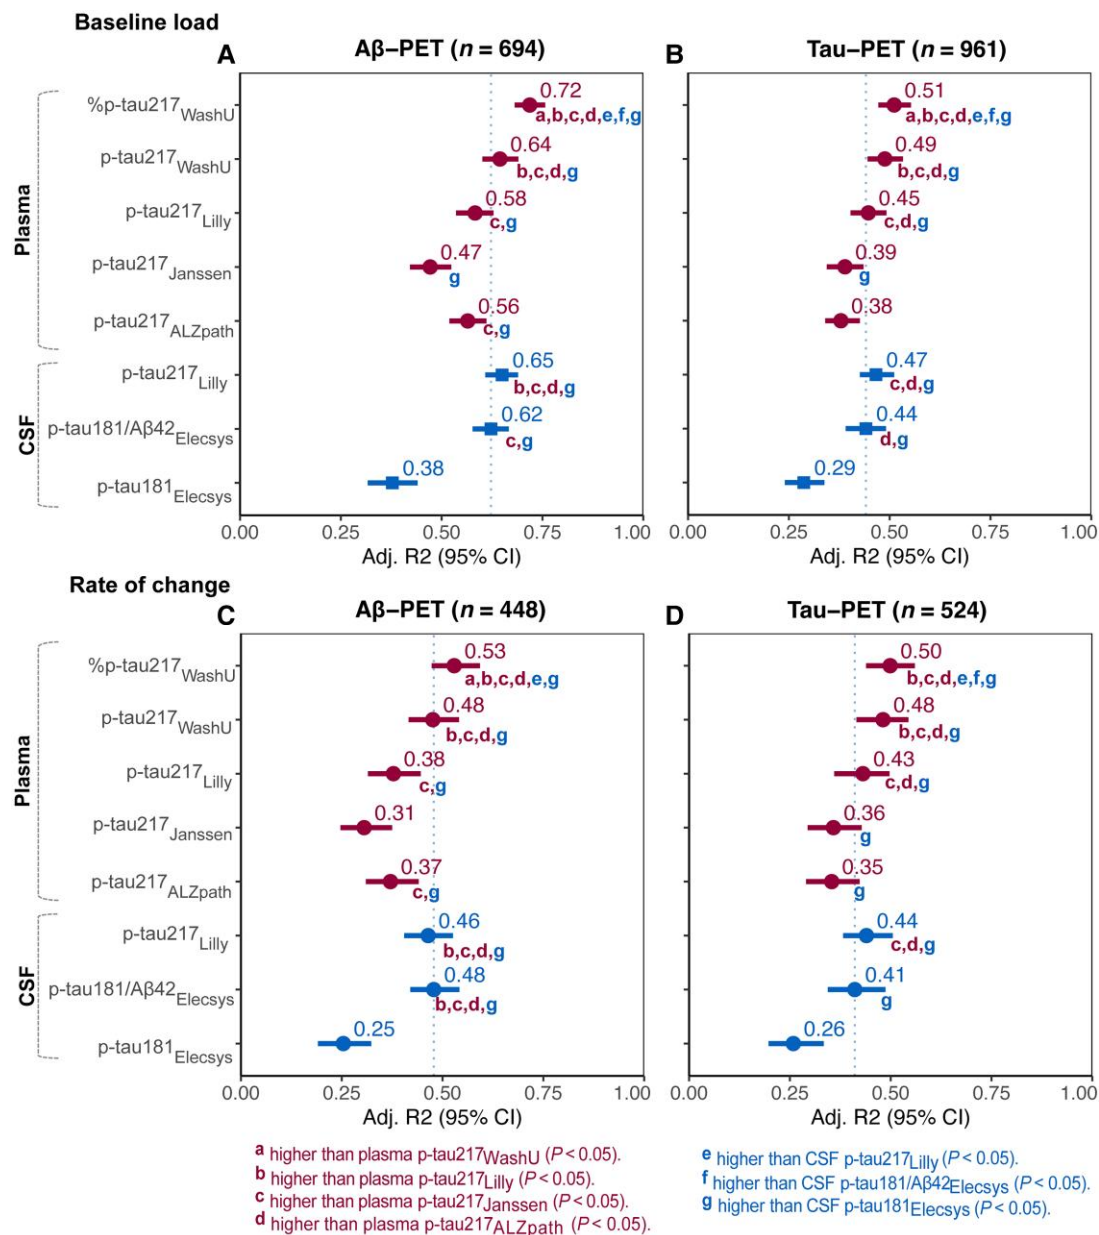 Baseline load
A Aβ–PET (n = 694)
B Tau–PET (n = 961)
Plasma
%p-tau217WashU
0.72
a,b,c,d,e,f,g
0.51
a,b,c,d,e,f,g
p-tau217WashU
0.64
b,c,d,g
0.49
b,c,d,g
p-tau217Lilly
0.58
c,g
0.45
c,d,g
p-tau217Janssen
0.47
g
0.39
g
p-tau217ALZpath
0.56
c,g
0.38
CSF
p-tau217Lilly
0.65
b,c,d,g
0.47
c,d,g
p-tau181/Aβ42Elecsys
0.62
c,g
0.44
d,g
p-tau181Elecsys
0.38
0.29
0.00 0.25 0.50 0.75 1.00
Adj. R2 (95% CI)
0.00 0.25 0.50 0.75 1.00
Adj. R2 (95% CI)
Rate of change
C Aβ–PET (n = 448)
D Tau–PET (n = 524)
Plasma
%p-tau217WashU
0.53
a,b,c,d,e,g
0.50
b,c,d,e,f,g
p-tau217WashU
0.48
b,c,d,g
0.48
b,c,d,g
p-tau217Lilly
0.38
c,g
0.43
c,d,g
p-tau217Janssen
0.31
0.36
g
p-tau217ALZpath
0.37
c,g
0.35
g
CSF
p-tau217Lilly
0.46
b,c,d,g
0.44
c,d,g
p-tau181/Aβ42Elecsys
0.48
b,c,d,g
0.41
g
p-tau181Elecsys
0.25
0.26
0.00 0.25 0.50 0.75 1.00
Adj. R2 (95% CI)
0.00 0.25 0.50 0.75 1.00
Adj. R2 (95% CI)
a higher than plasma p-tau217WashU (P < 0.05).
b higher than plasma p-tau217Lilly (P < 0.05).
c higher than plasma p-tau217Janssen (P < 0.05).
d higher than plasma p-tau217ALZpath (P < 0.05).
e higher than CSF p-tau217Lilly (P < 0.05).
f higher than CSF p-tau181/Aβ42Elecsys (P < 0.05).
g higher than CSF p-tau181Elecsys (P < 0.05).